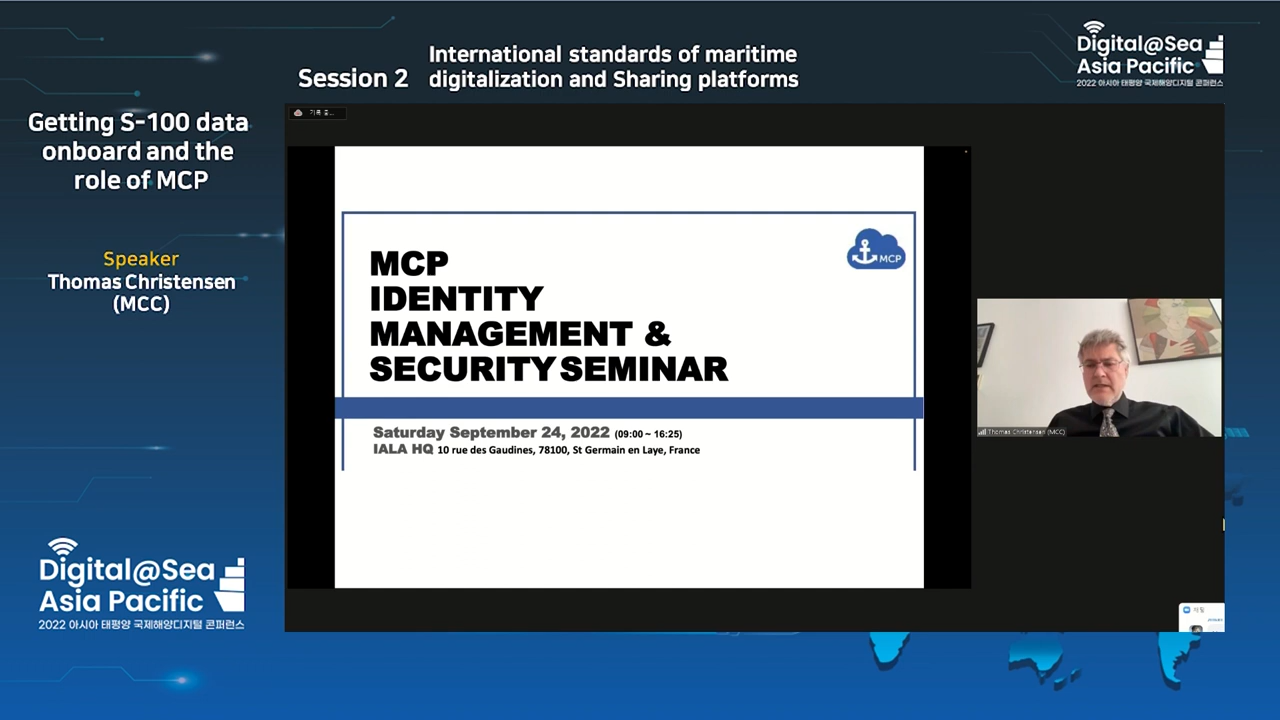 International standards of maritime
Session 2 digitalization and Sharing platforms
Digital@Sea
Asia Pacific
2022 아시아 태평양 국제해양디지털 콘퍼런스
Getting S-100 data
onboard and the
role of MCP
Speaker
Thomas Christensen
(MCC)
MCP
MCP
IDENTITY
MANAGEMENT &
SECURITY SEMINAR
Saturday September 24, 2022 (09:00 ~ 16:25)
IALA HQ 10 rue des Gaudines, 78100, St Germain en Laye, France
Thomas Christensen (MCC)
Digital@Sea
Asia Pacific
2022 아시아 태평양 국제해양디지털 콘퍼런스